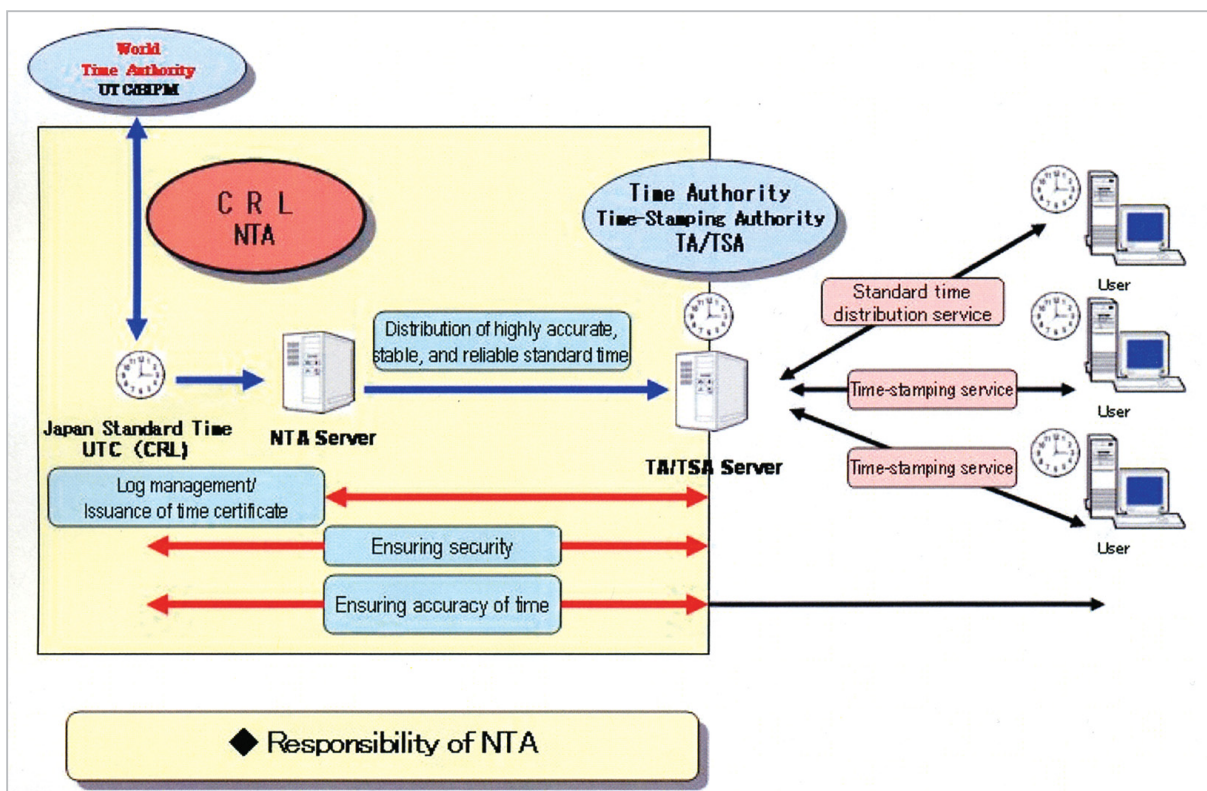 World
Time Authority
UTC/BIPM
C R L
NTA
Time Authority
Time-Stamping Authority
TA/TSA
Distribution of highly accurate,
stable, and reliable standard time
Japan Standard Time
UTC (CRL)
NTA Server
TA/TSA Server
Standard time
distribution service
Time-stamping service
Time-stamping service
User
User
User
Log management/
Issuance of time certificate
Ensuring security
Ensuring accuracy of time
◆ Responsibility of NTA